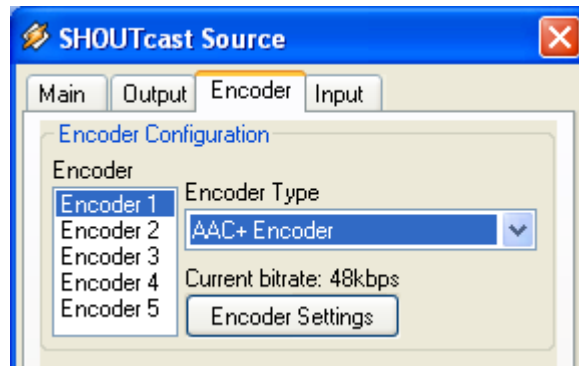 SHOUTcast Source
Main Output Encoder Input
Encoder Configuration
Encoder
Encoder 1
Encoder 2
Encoder 3
Encoder 4
Encoder 5
Encoder Type
AAC+ Encoder
Current bitrate: 48kbps
Encoder Settings